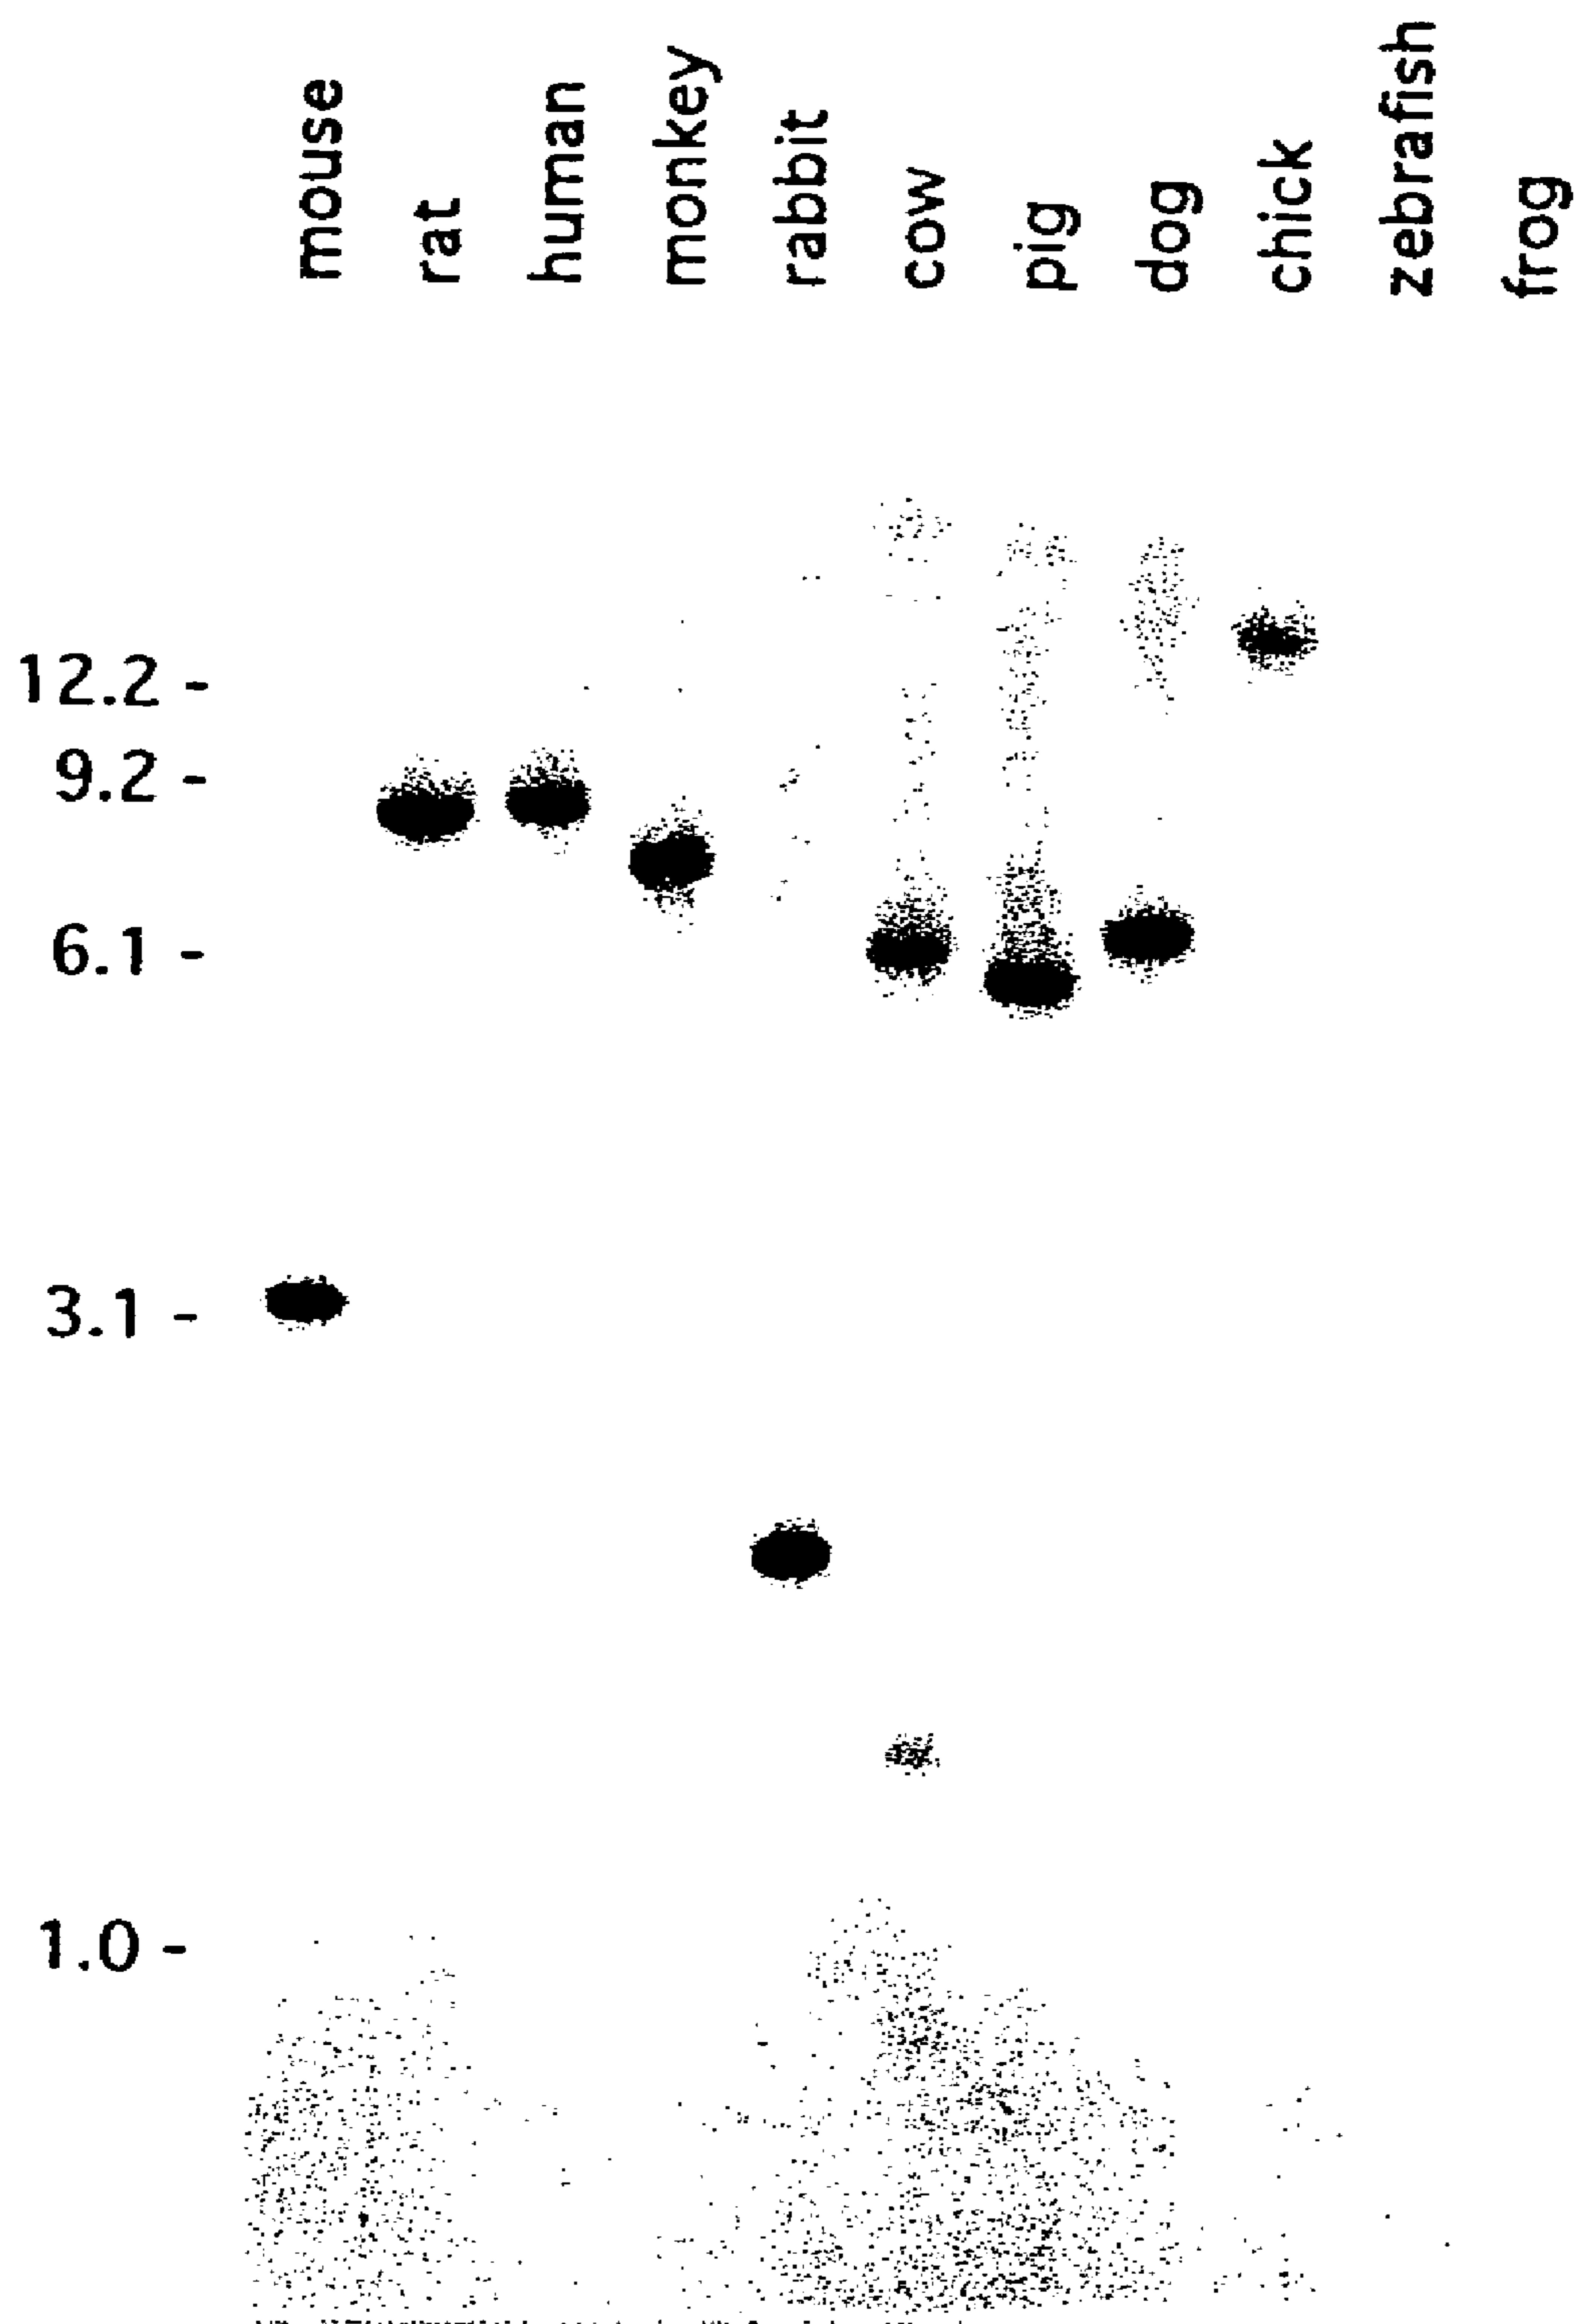 mouse
rat
human
monkey
rabbit
cow
pig
dog
chick
zebrafish
frog
12.2 -
9.2 -
6.1 -
3.1 -
1.0 -